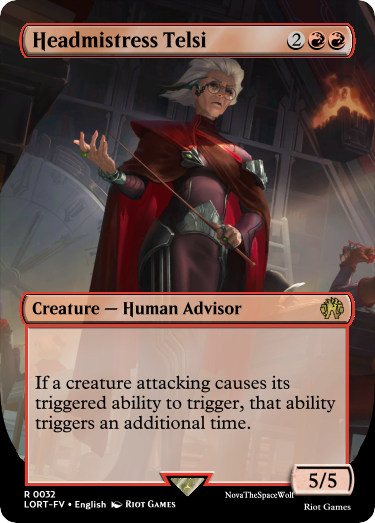 Headmistress Telsi 2
Creature — Human Advisor
If a creature attacking causes its
triggered ability to trigger, that ability
triggers an additional time.
5/5
R 0032
LORT-FV • English Riot Games
NovaTheSpaceWolf
Riot Games